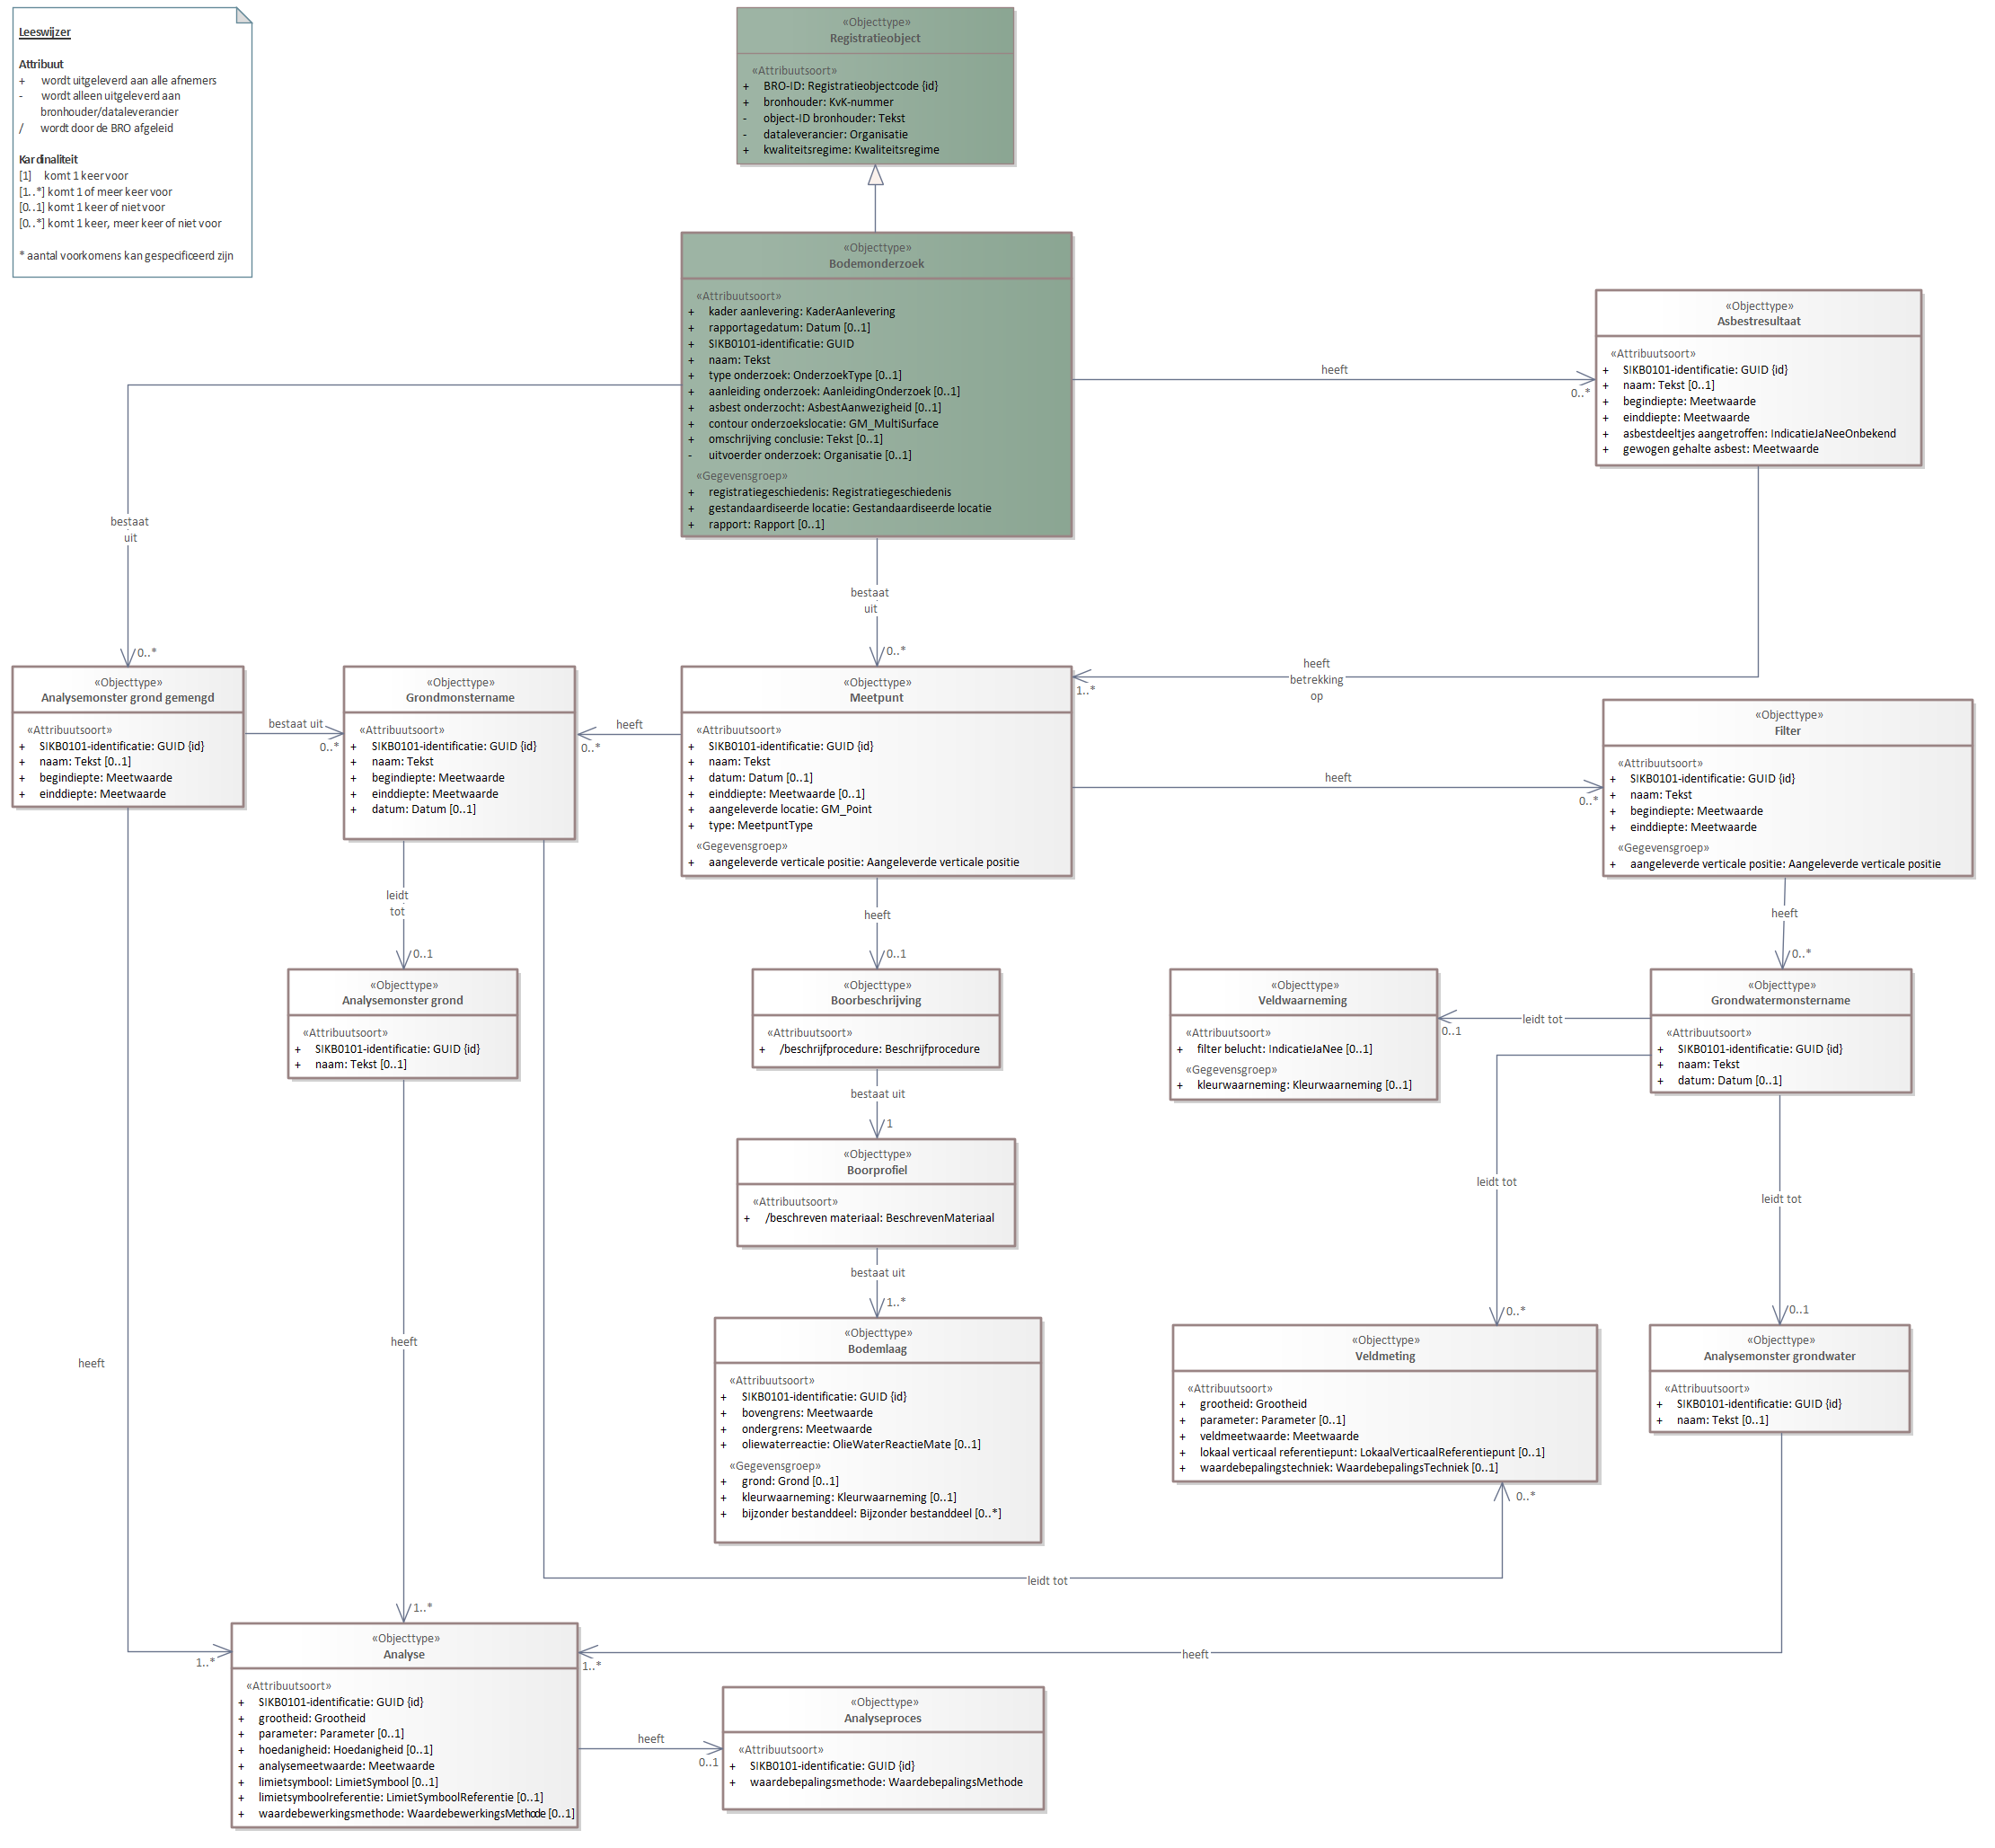 Leeswijzer
Attribuut
+ wordt uitgeleverd aan alle afnemers
- wordt alleen uitgeleverd aan
bronhouder/dataleverancier
/ wordt door de BRO afgeleid
Kardinaliteit
[1] komt 1 keer voor
[1..*] komt 1 of meer keer voor
[0..1] komt 1 keer of niet voor
[0..*] komt 1 keer, meer keer of niet voor
* aantal voorkomens kan gespecificeerd zijn
«Objecttype»
Registratieobject
«Attribuutsoort»
+ BRO-ID: Registratieobjectcode {id}
+ bronhouder: KvK-nummer
- object-ID bronhouder: Tekst
- dataleverancier: Organisatie
+ kwaliteitsregime: Kwaliteitsregime
«Objecttype»
Bodemonderzoek
«Attribuutsoort»
+ kader aanlevering: KaderAanlevering
+ rapportagedatum: Datum [0..1]
+ SIKB0101-identificatie: GUID
+ naam: Tekst
+ type onderzoek: OnderzoekType [0..1]
+ aanleiding onderzoek: AanleidingOnderzoek [0..1]
+ asbest onderzocht: AsbestAanwezigheid [0..1]
+ contour onderzoekslocatie: GM_MultiSurface
+ omschrijving conclusie: Tekst [0..1]
- uitvoerder onderzoek: Organisatie [0..1]
«Gegevensgroep»
+ registratiegeschiedenis: Registratiegeschiedenis
+ gestandaardiseerde locatie: Gestandaardiseerde locatie
+ rapport: Rapport [0..1]
heeft
0..*
«Objecttype»
Asbestresultaat
«Attribuutsoort»
+ SIKB0101-identificatie: GUID {id}
+ naam: Tekst [0..1]
+ begindiepte: Meetwaarde
+ einddiepte: Meetwaarde
+ asbestdeeltjes aangetroffen: IndicatieJaNeeOnbekend
+ gewogen gehalte asbest: Meetwaarde
bestaat
uit
0..*
bestaat
uit
0..*
heeft
betrekking
op
1..*
«Objecttype»
Analysemonster grond gemengd
«Attribuutsoort»
+ SIKB0101-identificatie: GUID {id}
+ naam: Tekst [0..1]
+ begindiepte: Meetwaarde
+ einddiepte: Meetwaarde
bestaat uit
0..*
«Objecttype»
Grondmonstername
«Attribuutsoort»
+ SIKB0101-identificatie: GUID {id}
+ naam: Tekst
+ begindiepte: Meetwaarde
+ einddiepte: Meetwaarde
+ datum: Datum [0..1]
heeft
0..*
«Objecttype»
Meetpunt
«Attribuutsoort»
+ SIKB0101-identificatie: GUID {id}
+ naam: Tekst
+ datum: Datum [0..1]
+ einddiepte: Meetwaarde [0..1]
+ aangeleverde locatie: GM_Point
+ type: MeetpuntType
«Gegevensgroep»
+ aangeleverde verticale positie: Aangeleverde verticale positie
heeft
0..*
«Objecttype»
Filter
«Attribuutsoort»
+ SIKB0101-identificatie: GUID {id}
+ naam: Tekst
+ begindiepte: Meetwaarde
+ einddiepte: Meetwaarde
«Gegevensgroep»
+ aangeleverde verticale positie: Aangeleverde verticale positie
leidt
tot
0..1
heeft
0..1
heeft
0..*
«Objecttype»
Analysemonster grond
«Attribuutsoort»
+ SIKB0101-identificatie: GUID {id}
+ naam: Tekst [0..1]
«Objecttype»
Boorbeschrijving
«Attribuutsoort»
+ /beschrijfprocedure: Beschrijfprocedure
«Objecttype»
Veldwaarneming
«Attribuutsoort»
+ filter belucht: IndicatieJaNee [0..1]
«Gegevensgroep»
+ kleurwaarneming: Kleurwaarneming [0..1]
leidt tot
0..1
«Objecttype»
Grondwatermonstername
«Attribuutsoort»
+ SIKB0101-identificatie: GUID {id}
+ naam: Tekst
+ datum: Datum [0..1]
bestaat uit
1
«Objecttype»
Boorprofiel
«Attribuutsoort»
+ /beschreven materiaal: BeschrevenMateriaal
leidt tot
0..*
leidt tot
0..1
bestaat uit
1..*
«Objecttype»
Bodemlaag
«Attribuutsoort»
+ SIKB0101-identificatie: GUID {id}
+ bovengrens: Meetwaarde
+ ondergrens: Meetwaarde
+ oliewaterreactie: OlieWaterReactieMate [0..1]
«Gegevensgroep»
+ grond: Grond [0..1]
+ kleurwaarneming: Kleurwaarneming [0..1]
+ bijzonder bestanddeel: Bijzonder bestanddeel [0..*]
«Objecttype»
Veldmeting
«Attribuutsoort»
+ grootheid: Grootheid
+ parameter: Parameter [0..1]
+ veldmeetwaarde: Meetwaarde
+ lokaal verticaal referentiepunt: LokaalVerticaalReferentiepunt [0..1]
+ waardebepalingstechniek: WaardebepalingsTechniek [0..1]
0..*
«Objecttype»
Analysemonster grondwater
«Attribuutsoort»
+ SIKB0101-identificatie: GUID {id}
+ naam: Tekst [0..1]
heeft
heeft
leidt tot
1..*
1..*
heeft
1..*
«Objecttype»
Analyse
«Attribuutsoort»
+ SIKB0101-identificatie: GUID {id}
+ grootheid: Grootheid
+ parameter: Parameter [0..1]
+ hoedanigheid: Hoedanigheid [0..1]
+ analysemeetwaarde: Meetwaarde
+ limietsymbool: LimietSymbool [0..1]
+ limietsymboolreferentie: LimietSymboolReferentie [0..1]
+ waardebewerkingsmethode: WaardebewerkingsMethode [0..1]
heeft
0..1
«Objecttype»
Analyseproces
«Attribuutsoort»
+ SIKB0101-identificatie: GUID {id}
+ waardebepalingsmethode: WaardebepalingsMethode